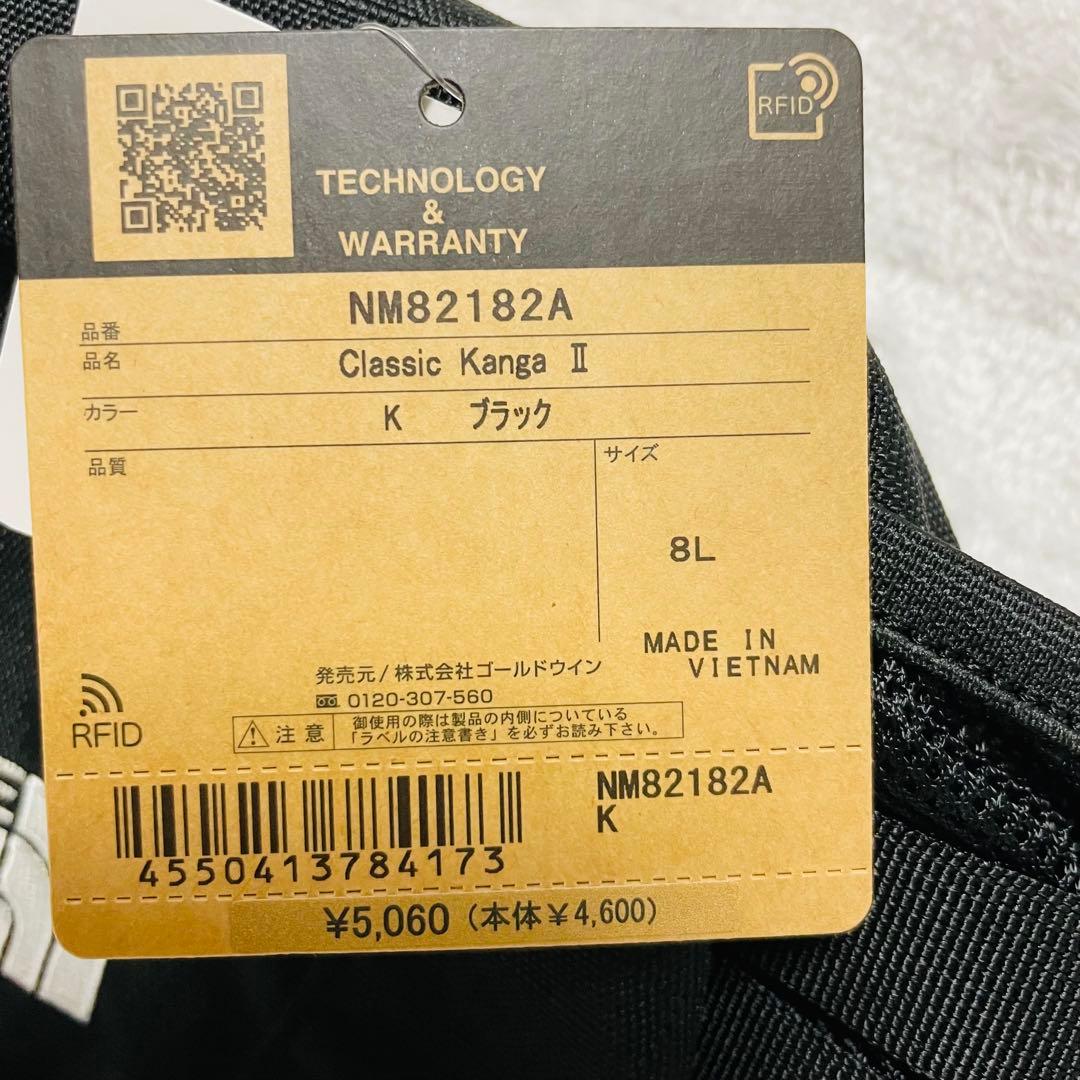 RFID
TECHNOLOGY
&
WARRANTY
品番 NM82182A
品名 Classic Kanga Ⅱ
カラー K ブラック
品質
サイズ
8L
MADE IN
VIETNAM
発売元/株式会社ゴールドウイン
0120-307-560
RFID
注意
御使用の際は製品の内側についている
「ラベルの注意書き」を必ずお読み下さい。
NM82182A
K
4550413784173
¥5,060(本体¥4,600)